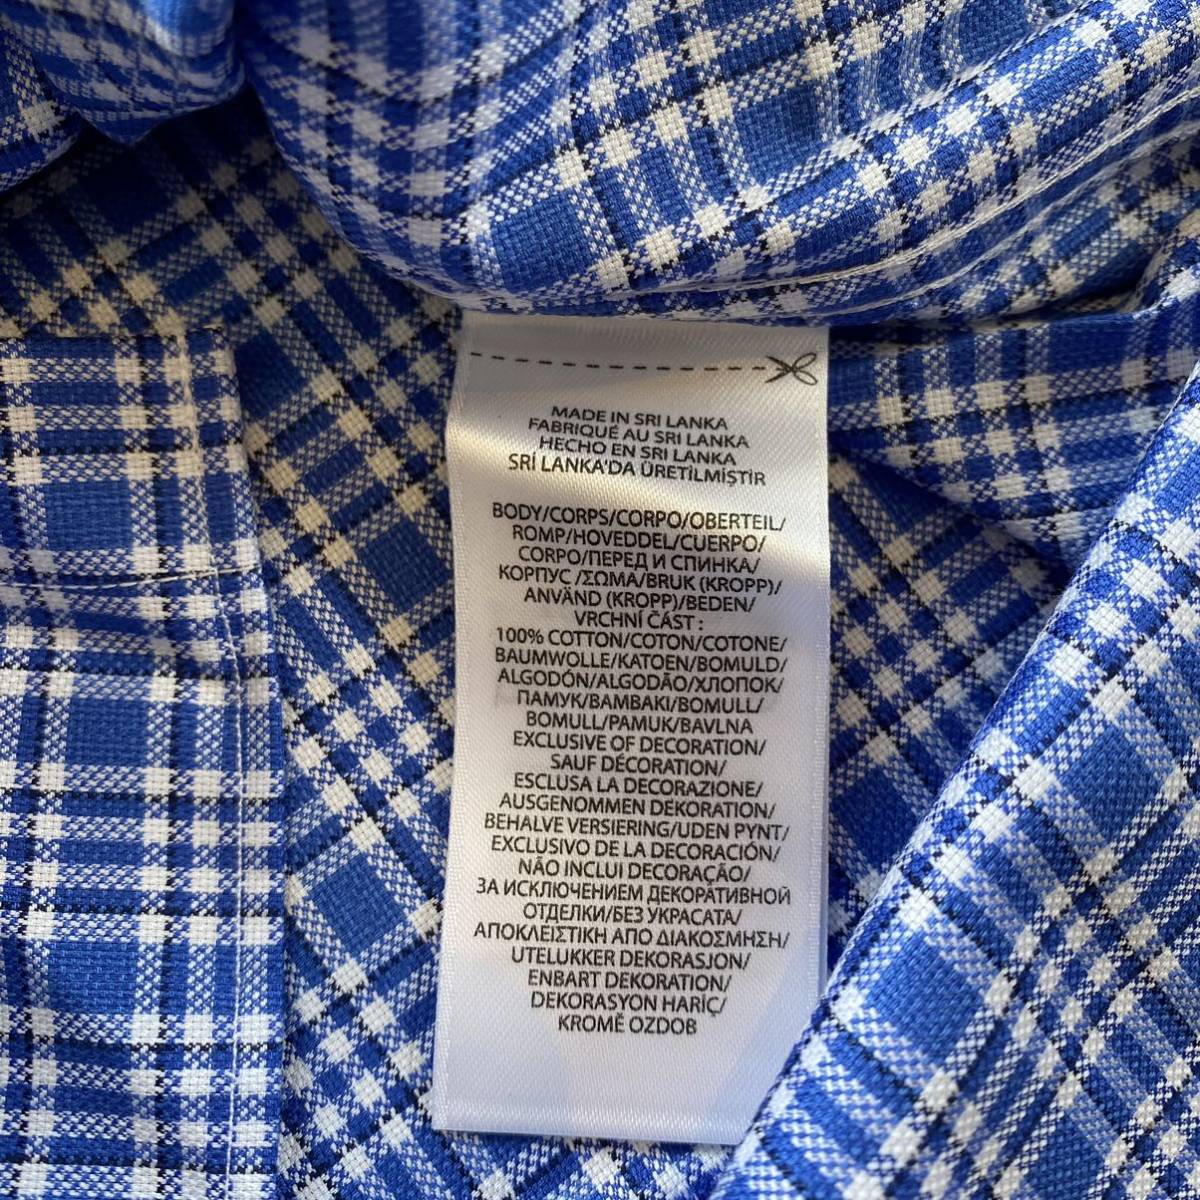 MADE IN SRI LANKA
FABRIQUÉ AU SRI LANKA
HECHO EN SRI LANKA
SRİ LANKA'DA ÜRETİLMİŞTİR
BODY/CORPS/CORPO/OBERTEIL/
ROMP/HOVEDDEL/CUERPO/
CORPO/ПЕРЕД И СПИНКА/
КОРПУС /ΣΩΜΑ/BRUK (KROPP)/
ANVÄND (KROPP)/BEDEN/
VRCHNÍ ČÁST :
100% COTTON/COTON/COTONE/
BAUMWOLLE/KATOEN/BOMULD/
ALGODÓN/ALGODÃO/ХЛОПОК/
ПАМУК/ΒΑΜΒΑΚΙ/BOMULL/
BOMULL/PAMUK/BAVLNA
EXCLUSIVE OF DECORATION/
SAUF DÉCORATION/
ESCLUSA LA DECORAZIONE/
AUSGENOMMEN DEKORATION/
BEHALVE VERSIERING/UDEN PYNT/
EXCLUSIVO DE LA DECORACIÓN/
NÃO INCLUI DECORAÇÃO/
ЗА ИСКЛЮЧЕНИЕМ ДЕКОРАТИВНОЙ
ОТДЕЛКИ/БЕЗ УКРАСАТА/
ΑΠΟΚΛΕΙΣΤΙΚΗ ΑΠΟ ΔΙΑΚΟΣΜΗΣΗ/
UTELUKKER DEKORASJON/
ENBART DEKORATION/
DEKORASYON HARİÇ/
KROMĚ OZDOB